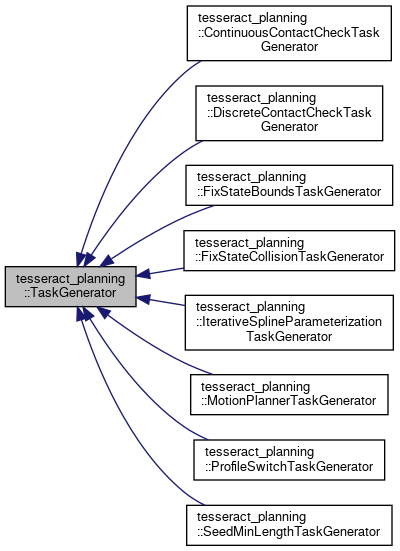 tesseract_planning
::TaskGenerator
tesseract_planning
::ContinuousContactCheckTask
Generator
tesseract_planning
::DiscreteContactCheckTask
Generator
tesseract_planning
::FixStateBoundsTaskGenerator
tesseract_planning
::FixStateCollisionTaskGenerator
tesseract_planning
::IterativeSplineParameterization
TaskGenerator
tesseract_planning
::MotionPlannerTaskGenerator
tesseract_planning
::ProfileSwitchTaskGenerator
tesseract_planning
::SeedMinLengthTaskGenerator